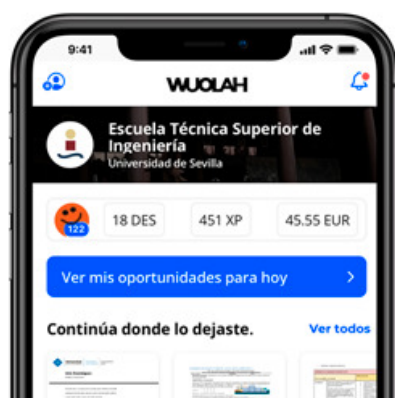 9:41
WUOLAH
Escuela Técnica Superior de
Ingeniería
Universidad de Sevilla
122
18 DES
451 XP
45.55 EUR
Ver mis oportunidades para hoy
Continúa donde lo dejaste.
Ver todos